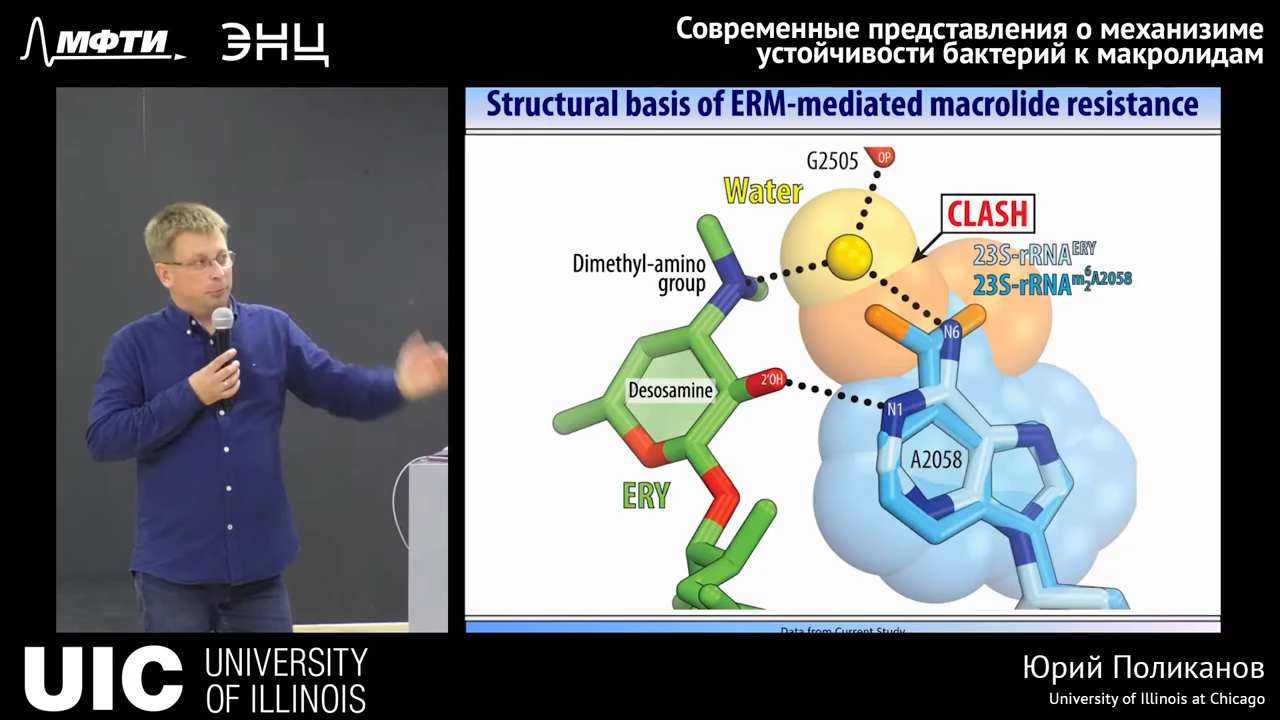 МФТИ
ЭНЦ
Современные представления о механизиме
устойчивости бактерий к макролидам
Structural basis of ERM-mediated macrolide resistance
G2505
OP
Water
CLASH
23S-rRNA^ERY
23S-rRNA^m₂⁶A2058
Dimethyl-amino
group
N6
Desosamine
2'OH
N1
A2058
ERY
Data from Current Study
UIC
UNIVERSITY
OF ILLINOIS
Юрий Поликанов
University of Illinois at Chicago